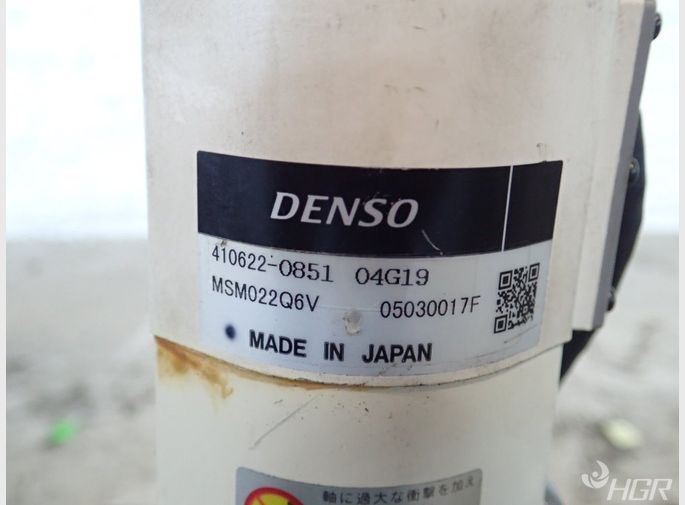 DENSO
410622-0851 04G19
MSM022Q6V 05030017F
MADE IN JAPAN
軸に過大な衝撃を加え
HGR